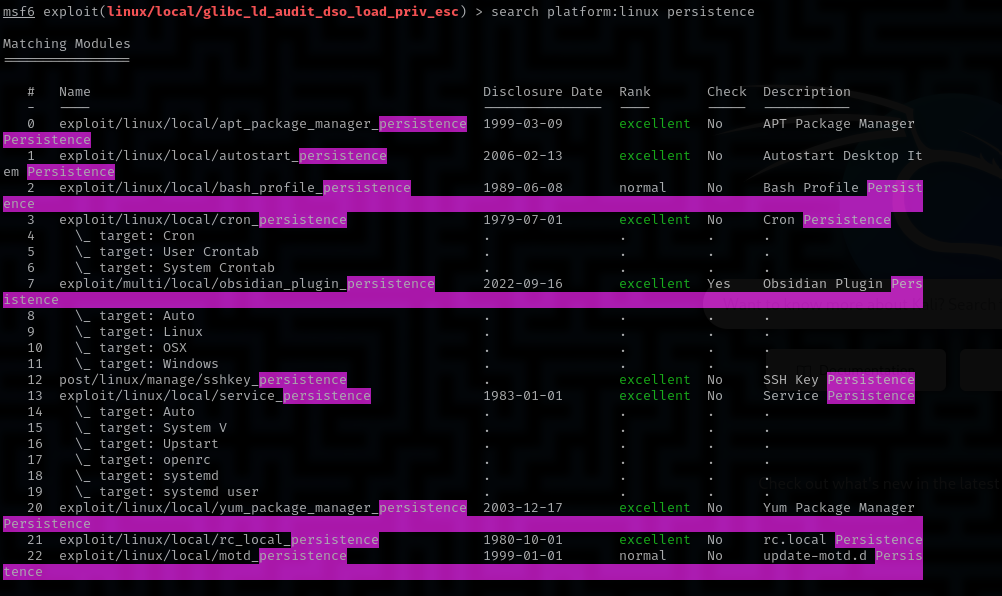 msf6 exploit(linux/local/glibc_ld_audit_dso_load_priv_esc) > search platform:linux persistence
Matching Modules
================
# Name Disclosure Date Rank Check Description
- ---- --------------- ---- ----- -----------
0 exploit/linux/local/apt_package_manager_persistence 1999-03-09 excellent No APT Package Manager
Persistence
1 exploit/linux/local/autostart_persistence 2006-02-13 excellent No Autostart Desktop It
em Persistence
2 exploit/linux/local/bash_profile_persistence 1989-06-08 normal No Bash Profile Persist
ence
3 exploit/linux/local/cron_persistence 1979-07-01 excellent No Cron Persistence
4 \_ target: Cron . . . .
5 \_ target: User Crontab . . . .
6 \_ target: System Crontab . . . .
7 exploit/multi/local/obsidian_plugin_persistence 2022-09-16 excellent Yes Obsidian Plugin Pers
istence
8 \_ target: Auto . . . .
9 \_ target: Linux . . . .
10 \_ target: OSX . . . .
11 \_ target: Windows . . . .
12 post/linux/manage/sshkey_persistence . excellent No SSH Key Persistence
13 exploit/linux/local/service_persistence 1983-01-01 excellent No Service Persistence
14 \_ target: Auto . . . .
15 \_ target: System V . . . .
16 \_ target: Upstart . . . .
17 \_ target: openrc . . . .
18 \_ target: systemd . . . .
19 \_ target: systemd user . . . .
20 exploit/linux/local/yum_package_manager_persistence 2003-12-17 excellent No Yum Package Manager
Persistence
21 exploit/linux/local/rc_local_persistence 1980-10-01 excellent No rc.local Persistence
22 exploit/linux/local/motd_persistence 1999-01-01 normal No update-motd.d Persis
tence
Check out what's new in the latest